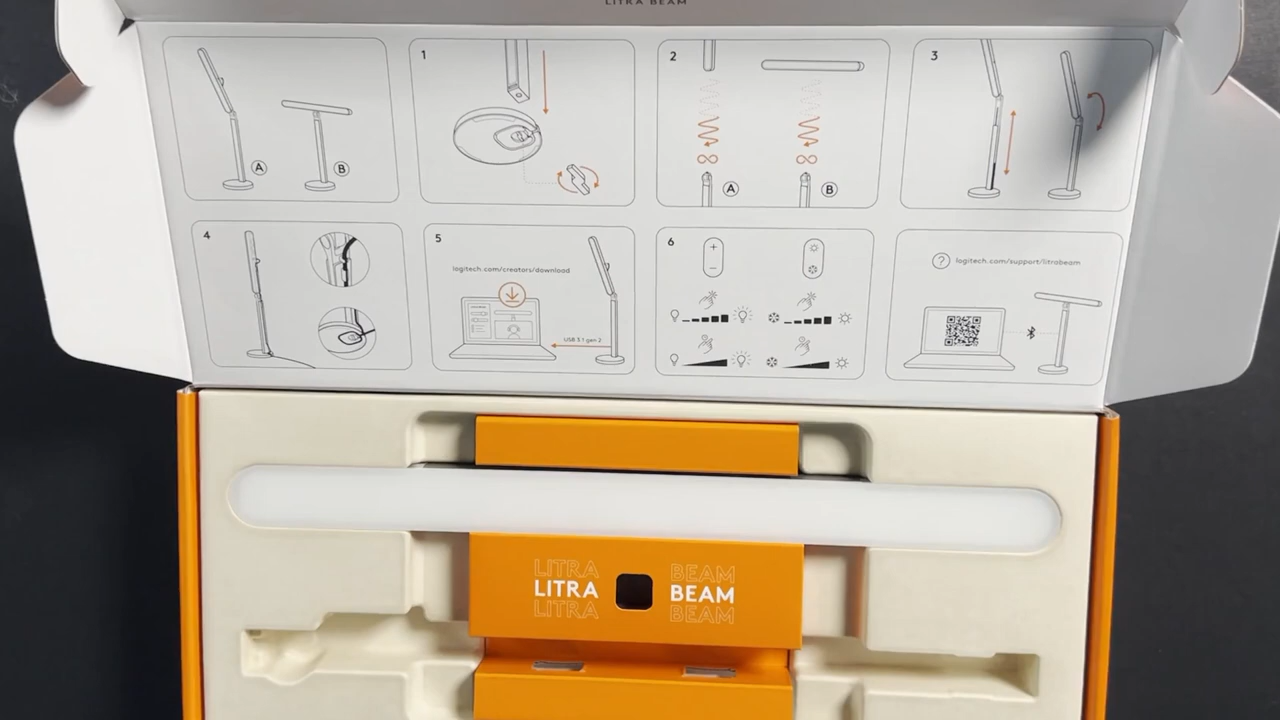 LITRA BEAM
A
B
1
2
A
B
3
4
5
logitech.com/creators/download
USB 3.1 gen 2
6
+
−
? logitech.com/support/litrabeam
LITRA BEAM
LITRA BEAM
LITRA BEAM